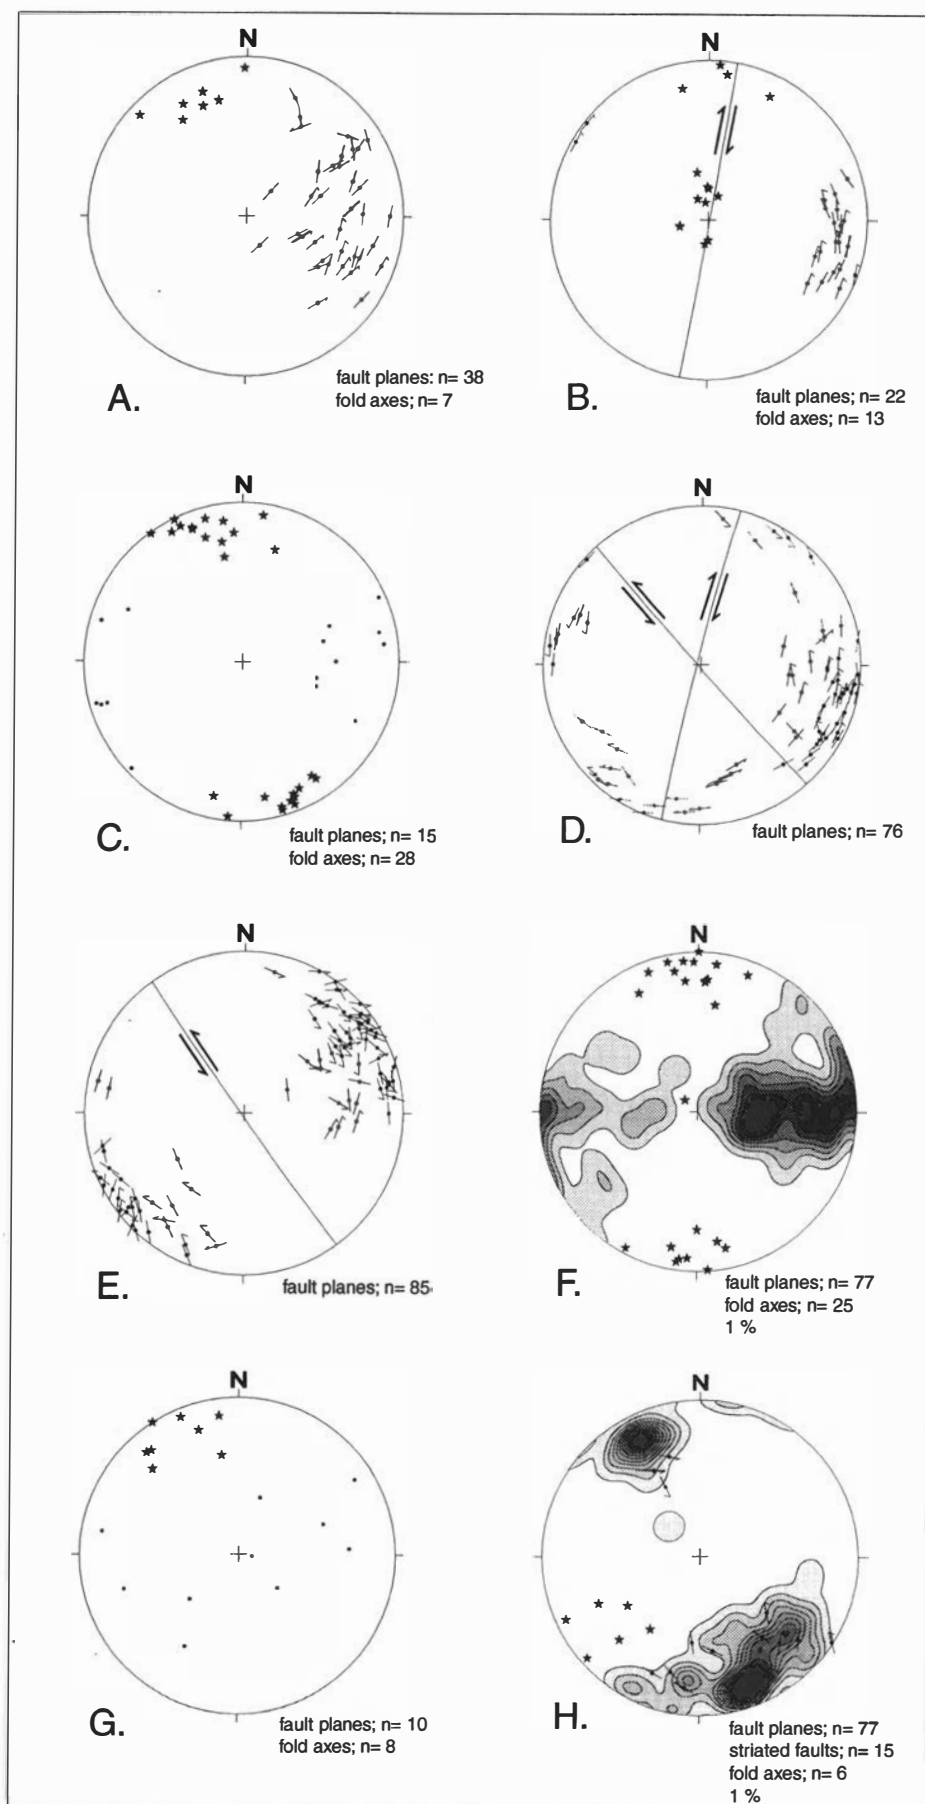 N
A.
fault planes: n= 38
fold axes; n= 7
N
B.
fault planes; n= 22
fold axes; n= 13
N
C.
fault planes; n= 15
fold axes; n= 28
N
D.
fault planes; n= 76
N
E.
fault planes; n= 85
N
F.
fault planes; n= 77
fold axes; n= 25
1 %
N
G.
fault planes; n= 10
fold axes; n= 8
N
H.
fault planes; n= 77
striated faults; n= 15
fold axes; n= 6
1 %